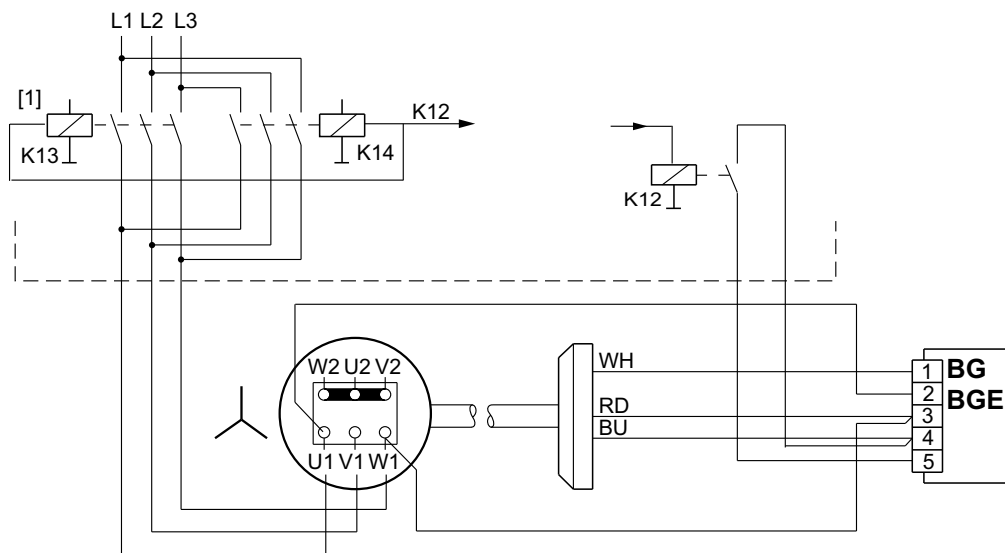 L1 L2 L3
[1]
K13
K14
K12
K12
W2 U2 V2
U1 V1 W1
WH
RD
BU
1
2
3
4
5
BG
BGE